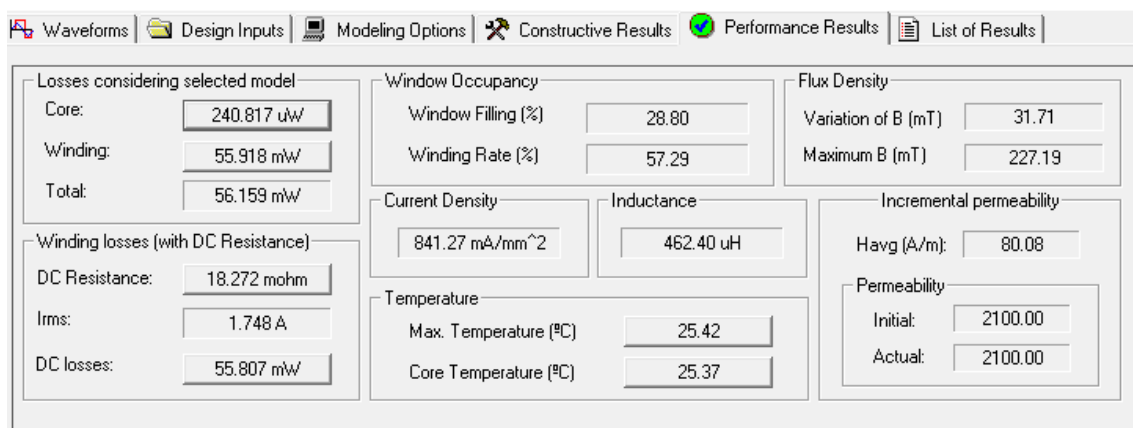 Waveforms Design Inputs Modeling Options Constructive Results Performance Results List of Results
Losses considering selected model
Core: 240.817 uW
Winding: 55.918 mW
Total: 56.159 mW
Winding losses (with DC Resistance)
DC Resistance: 18.272 mohm
Irms: 1.748 A
DC losses: 55.807 mW
Window Occupancy
Window Filling (%) 28.80
Winding Rate (%) 57.29
Current Density
841.27 mA/mm^2
Inductance
462.40 uH
Temperature
Max. Temperature (ºC) 25.42
Core Temperature (ºC) 25.37
Flux Density
Variation of B (mT) 31.71
Maximum B (mT) 227.19
Incremental permeability
Havg (A/m): 80.08
Permeability
Initial: 2100.00
Actual: 2100.00